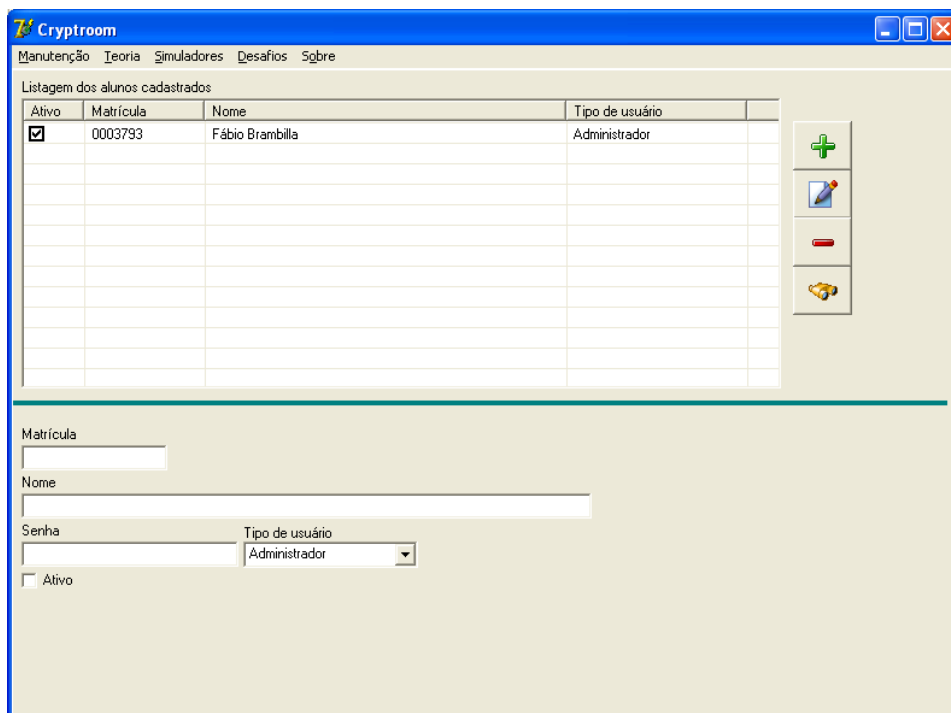 Cryptroom
Manutenção Teoria Simuladores Desafios Sobre
Listagem dos alunos cadastrados
Ativo Matrícula Nome Tipo de usuário
0003793 Fábio Brambilla Administrador
Matrícula
Nome
Senha Tipo de usuário
Administrador
Ativo